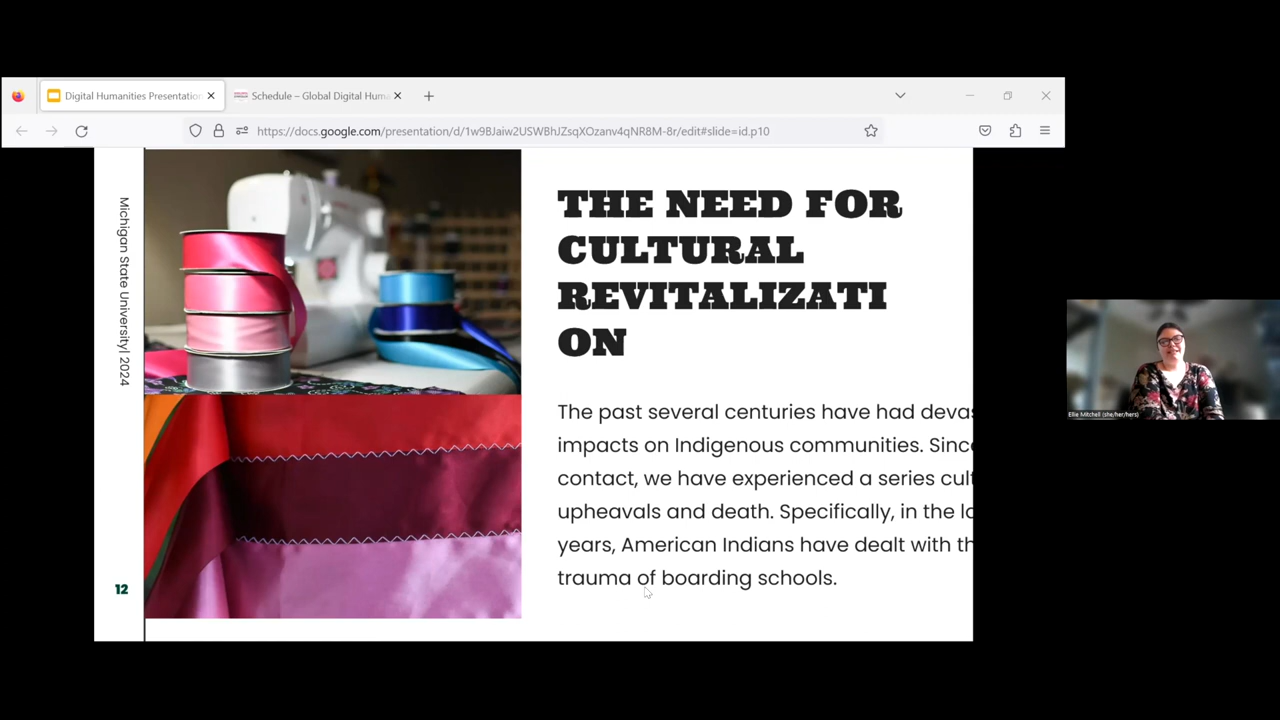 Digital Humanities Presentation
Schedule – Global Digital Huma
https://docs.google.com/presentation/d/1w9BJaiw2USWBhJZsqXOzanv4qNR8M-8r/edit#slide=id.p10
Michigan State University| 2024
12
THE NEED FOR
CULTURAL
REVITALIZATI
ON
The past several centuries have had devas
impacts on Indigenous communities. Since
contact, we have experienced a series cult
upheavals and death. Specifically, in the la
years, American Indians have dealt with th
trauma of boarding schools.
Ellie Mitchell (she/her/hers)